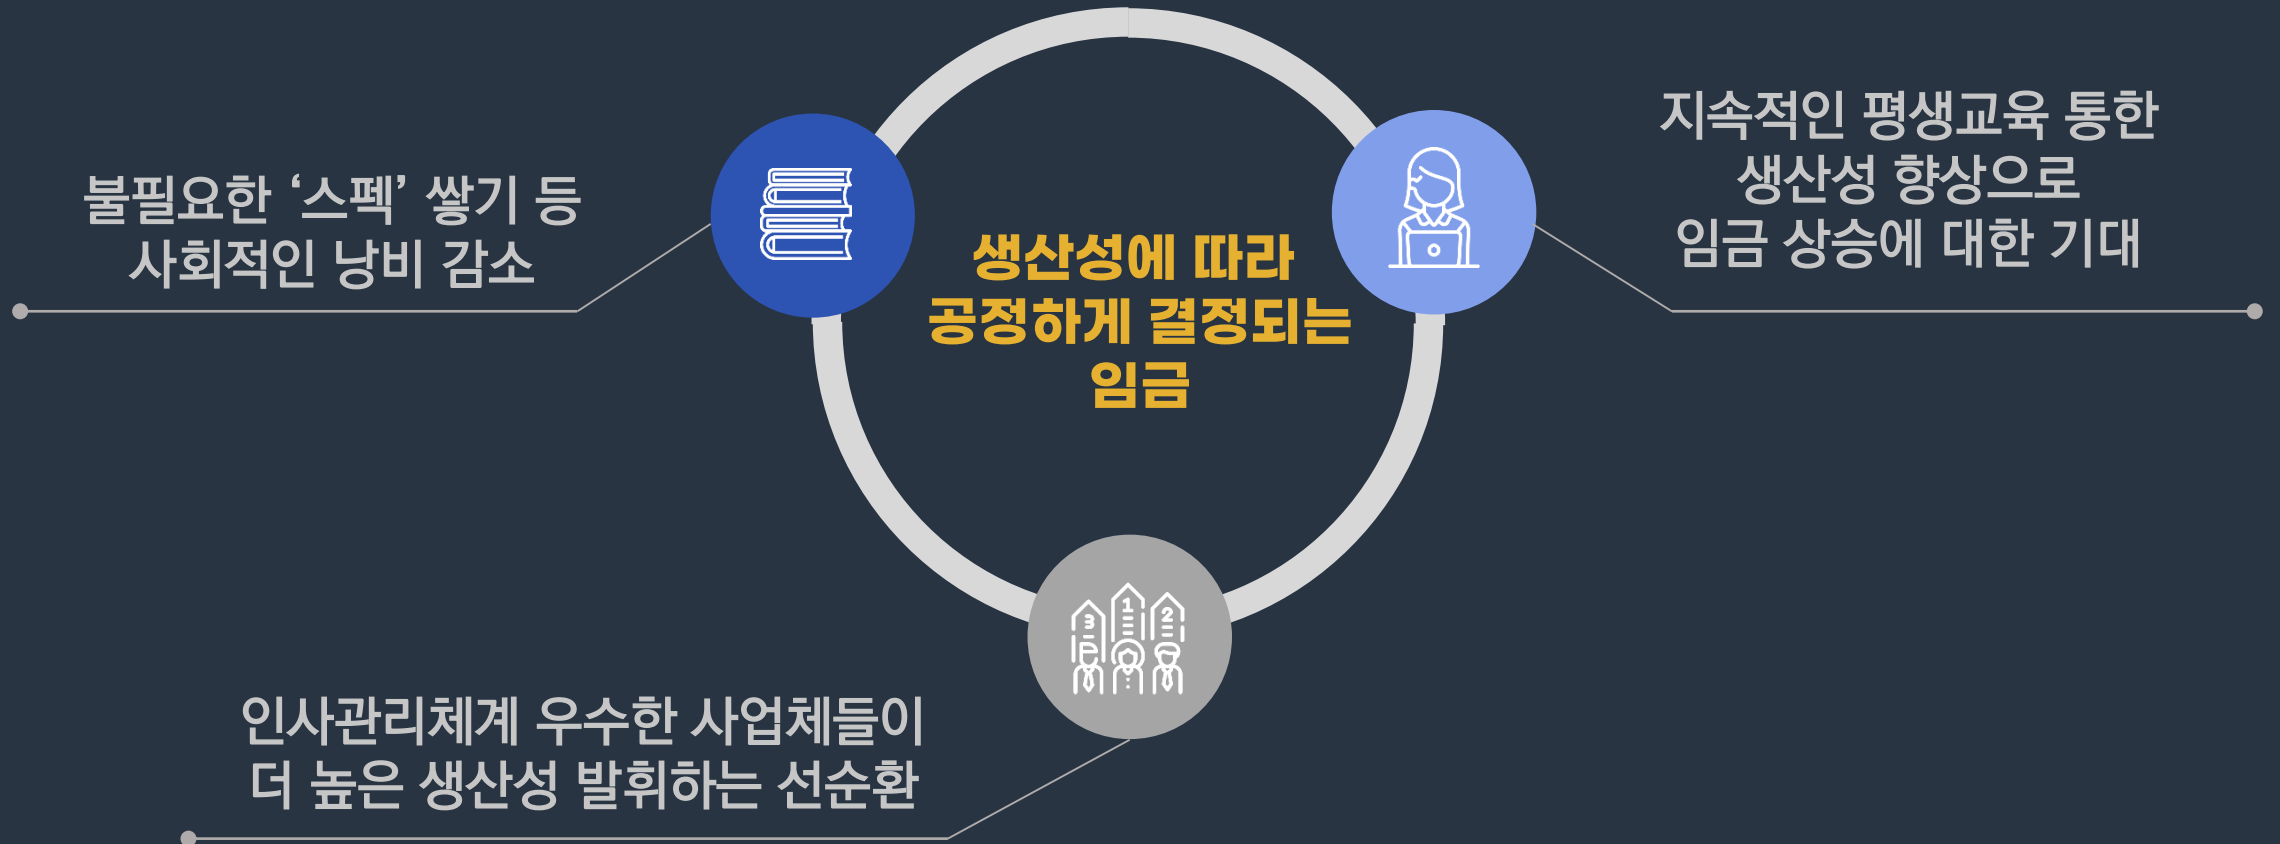 불필요한 ‘스펙’ 쌓기 등
사회적인 낭비 감소
지속적인 평생교육 통한
생산성 향상으로
임금 상승에 대한 기대
생산성에 따라
공정하게 결정되는
임금
3
1
2
인사관리체계 우수한 사업체들이
더 높은 생산성 발휘하는 선순환